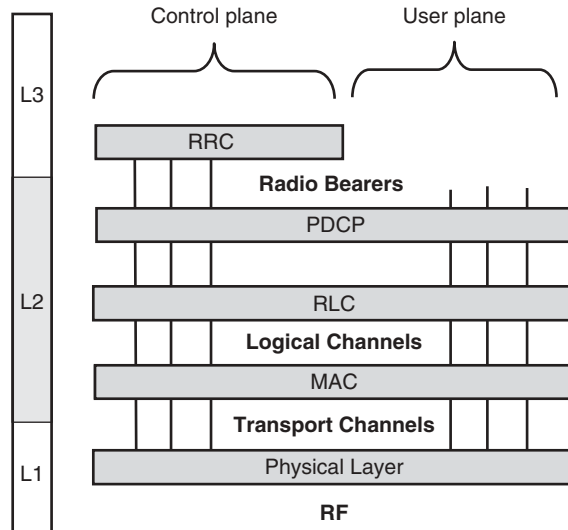 Control plane
User plane
L3
RRC
Radio Bearers
PDCP
L2
RLC
Logical Channels
MAC
Transport Channels
L1
Physical Layer
RF